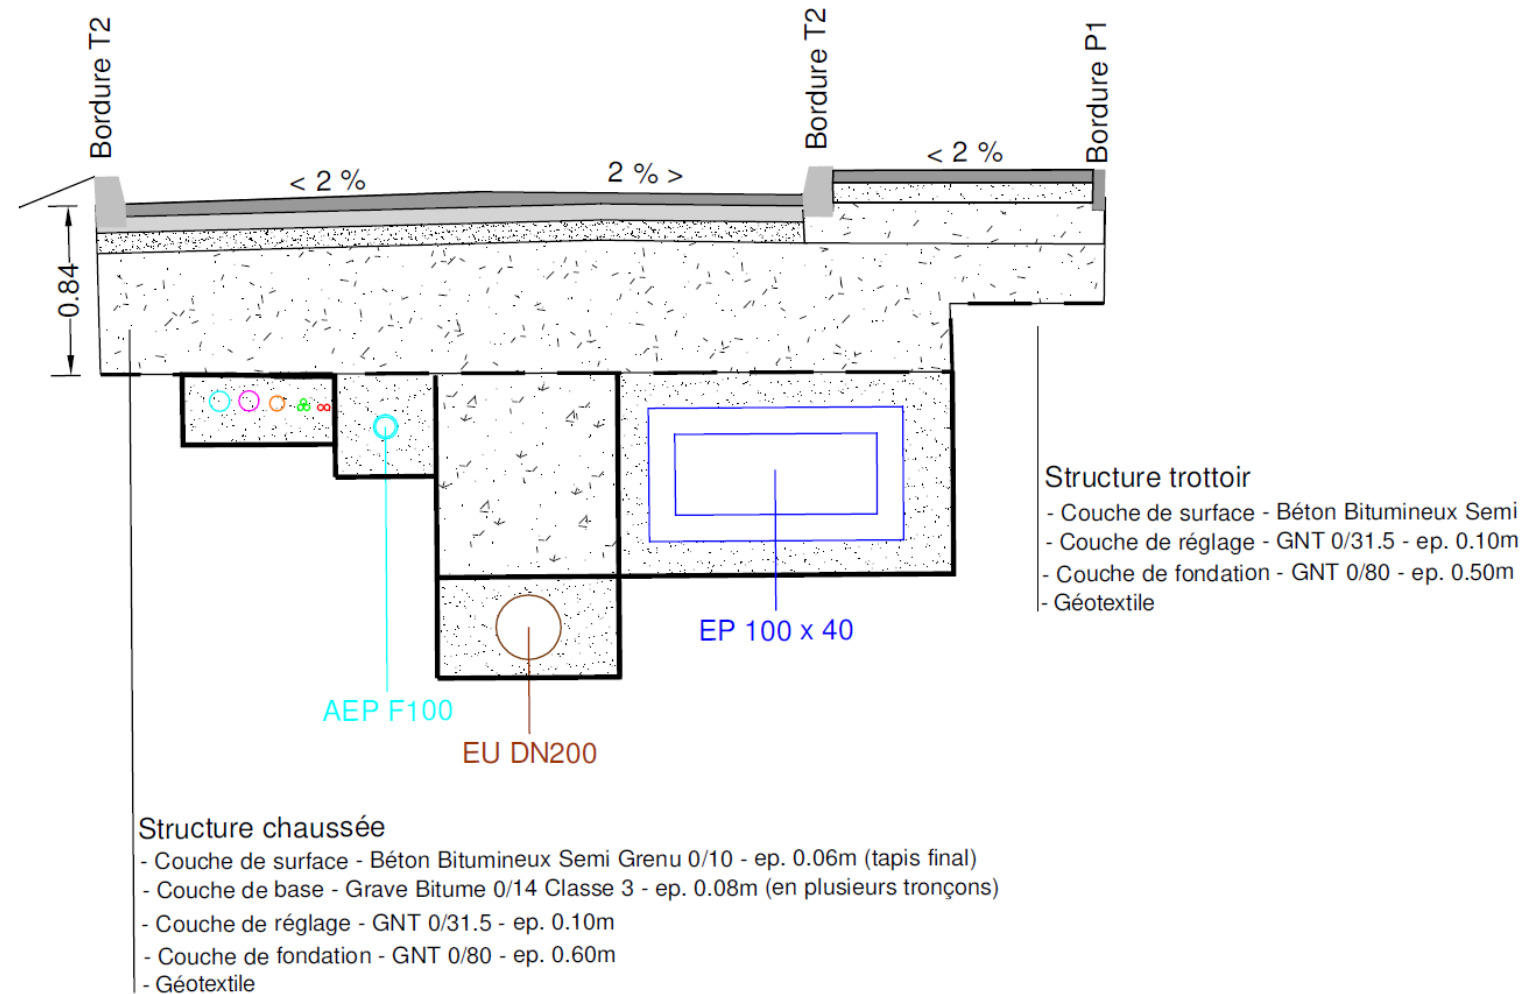 Bordure T2
Bordure T2
Bordure P1
< 2 %
2 % >
< 2 %
0.84
Structure trottoir
- Couche de surface - Béton Bitumineux Semi
- Couche de réglage - GNT 0/31.5 - ep. 0.10m
- Couche de fondation - GNT 0/80 - ep. 0.50m
- Géotextile
EP 100 x 40
AEP F100
EU DN200
Structure chaussée
- Couche de surface - Béton Bitumineux Semi Grenu 0/10 - ep. 0.06m (tapis final)
- Couche de base - Grave Bitume 0/14 Classe 3 - ep. 0.08m (en plusieurs tronçons)
- Couche de réglage - GNT 0/31.5 - ep. 0.10m
- Couche de fondation - GNT 0/80 - ep. 0.60m
- Géotextile